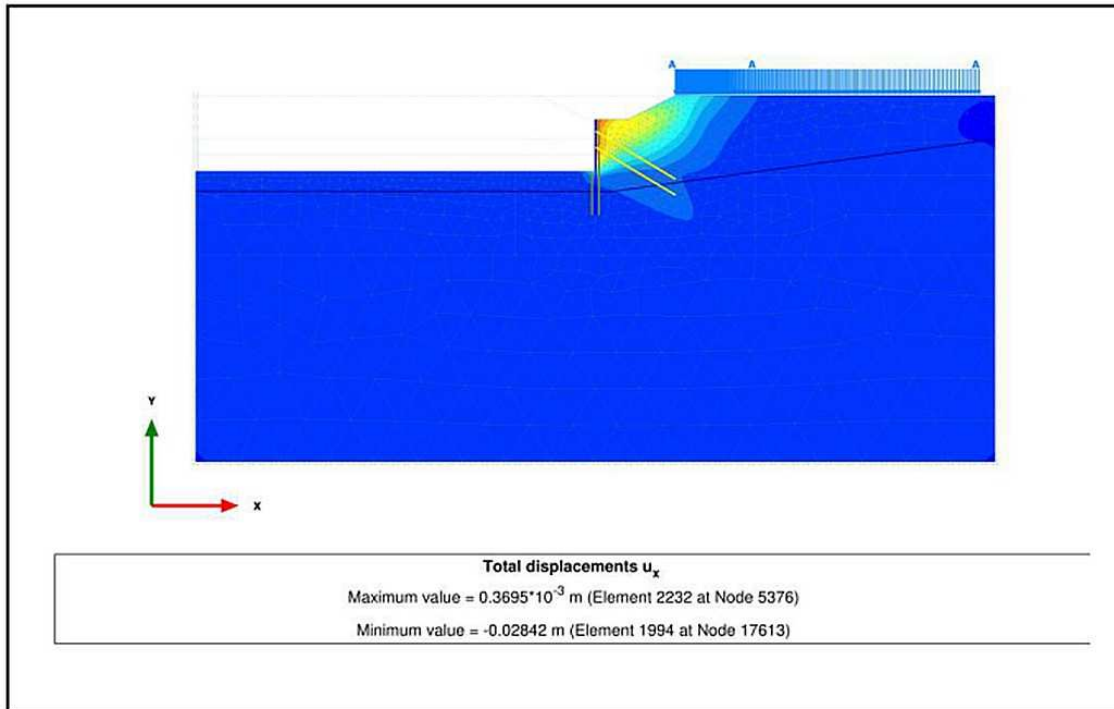 A A A
Y
X
Total displacements uₓ
Maximum value = 0.3695*10⁻³ m (Element 2232 at Node 5376)
Minimum value = -0.02842 m (Element 1994 at Node 17613)